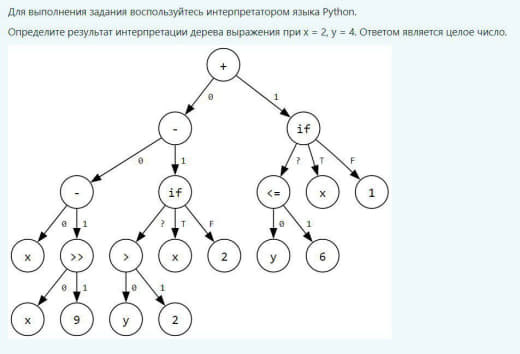 Для выполнения задания воспользуйтесь интерпретатором языка Python.
Определите результат интерпретации дерева выражения при x = 2, y = 4. Ответом является целое число.
+
0 1
- if
0 1 ? T F
- if <= x 1
0 1 ? T F 0 1
x >> > x 2 y 6
0 1 0 1
x 9 y 2